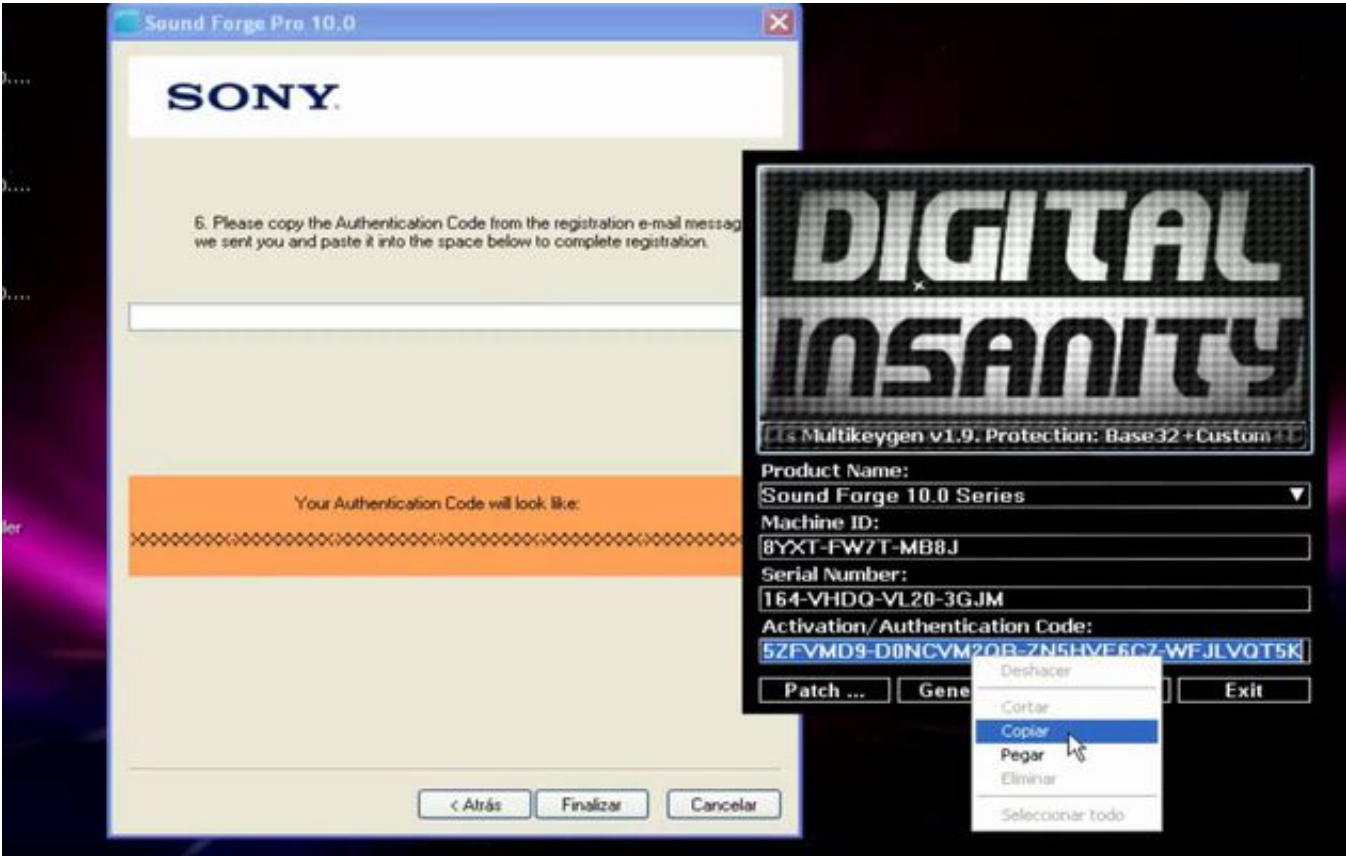 Sound Forge Pro 10.0
SONY
6. Please copy the Authentication Code from the registration e-mail
we sent you and paste it into the space below to complete registration.
Your Authentication Code will look like:
< Atrás
Finalizar
Cancelar
DIGITAL
INSANITY
Multikeygen v1.9. Protection: Base32+Custom
Product Name:
Sound Forge 10.0 Series
Machine ID:
8YXT-FW7T-MB8J
Serial Number:
164-VHDQ-VL20-3GJM
Activation/Authentication Code:
Patch ...
Exit
Deshacer
Cortar
Copiar
Pegar
Eliminar
Seleccionar todo